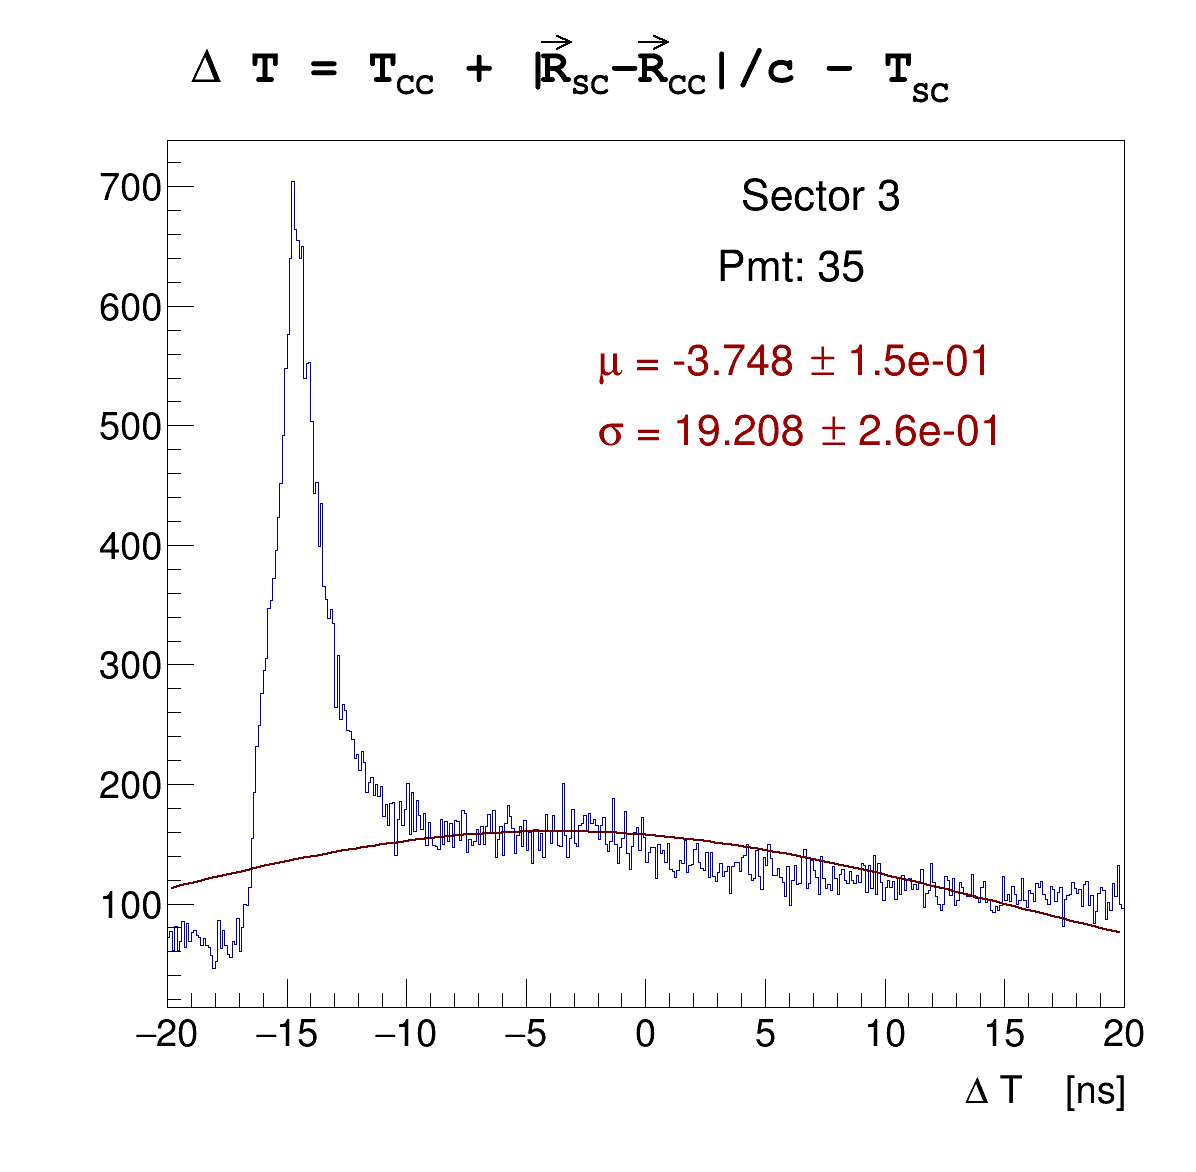 Δ T = T_CC + |R⃗_SC−R⃗_CC|/c − T_SC
Sector 3
Pmt: 35
μ = -3.748 ± 1.5e-01
σ = 19.208 ± 2.6e-01
700
600
500
400
300
200
100
−20 −15 −10 −5 0 5 10 15 20
Δ T [ns]